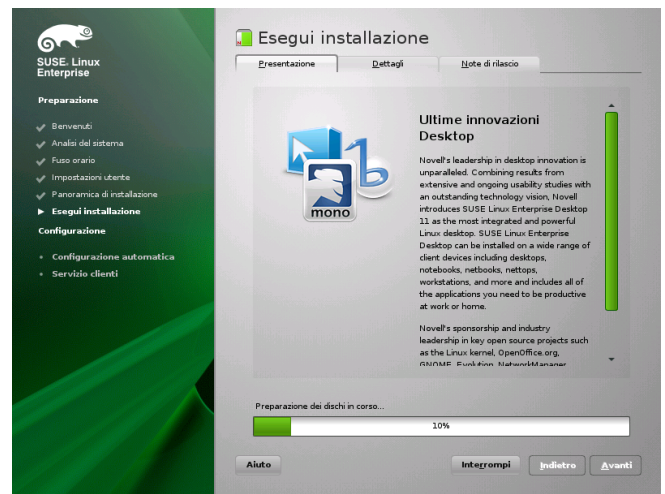 SUSE. Linux
Enterprise
Preparazione
Benvenuti
Analisi del sistema
Fuso orario
Impostazioni utente
Panoramica di installazione
Esegui installazione
Configurazione
Configurazione automatica
Servizio clienti
Esegui installazione
Presentazione
Dettagli
Note di rilascio
mono
Ultime innovazioni
Desktop
Novell's leadership in desktop innovation is
unparalleled. Combining results from
extensive and ongoing usability studies with
an outstanding technology vision, Novell
introduces SUSE Linux Enterprise Desktop
11 as the most integrated and powerful
Linux desktop. SUSE Linux Enterprise
Desktop can be installed on a wide range of
client devices including desktops,
notebooks, netbooks, nettops,
workstations, and more and includes all of
the applications you need to be productive
at work or home.
Novell's sponsorship and industry
leadership in key open source projects such
as the Linux kernel, OpenOffice.org,
GNOME, Evolution, NetworkManager,
Preparazione dei dischi in corso...
10%
Aiuto
Interrompi
Indietro
Avanti